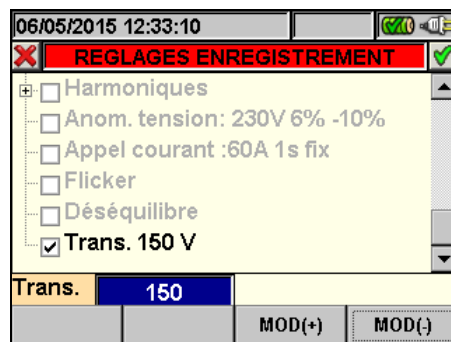 06/05/2015 12:33:10
REGLAGES ENREGISTREMENT
Harmoniques
Anom. tension: 230V 6% -10%
Appel courant :60A 1s fix
Flicker
Déséquilibre
Trans. 150 V
Trans. 150
MOD(+) MOD(-)